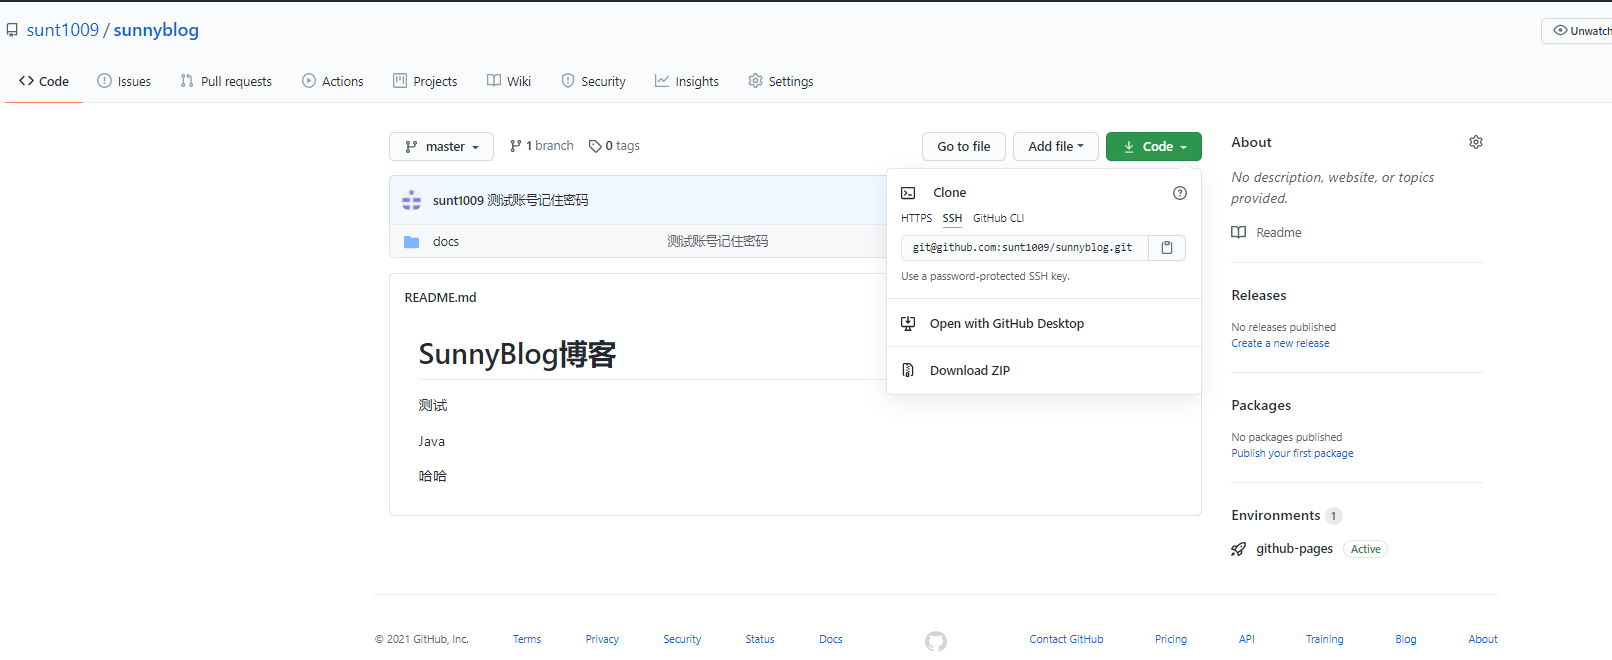 sunt1009 / sunnyblog
Unwatch
Code Issues Pull requests Actions Projects Wiki Security Insights Settings
master 1 branch 0 tags Go to file Add file Code
sunt1009 测试账号记住密码
docs 测试账号记住密码
Clone
HTTPS SSH GitHub CLI
git@github.com:sunt1009/sunnyblog.git
Use a password-protected SSH key.
Open with GitHub Desktop
Download ZIP
README.md
SunnyBlog博客
测试
Java
哈哈
About
No description, website, or topics
provided.
Readme
Releases
No releases published
Create a new release
Packages
No packages published
Publish your first package
Environments 1
github-pages Active
© 2021 GitHub, Inc. Terms Privacy Security Status Docs Contact GitHub Pricing API Training Blog About